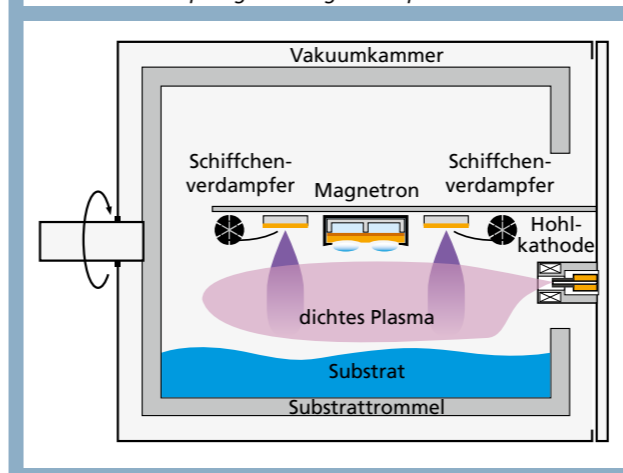 Vakuumkammer
Schiffchen-
verdampfer
Magnetron
Schiffchen-
verdampfer
Hohl-
kathode
dichtes Plasma
Substrat
Substrattrommel